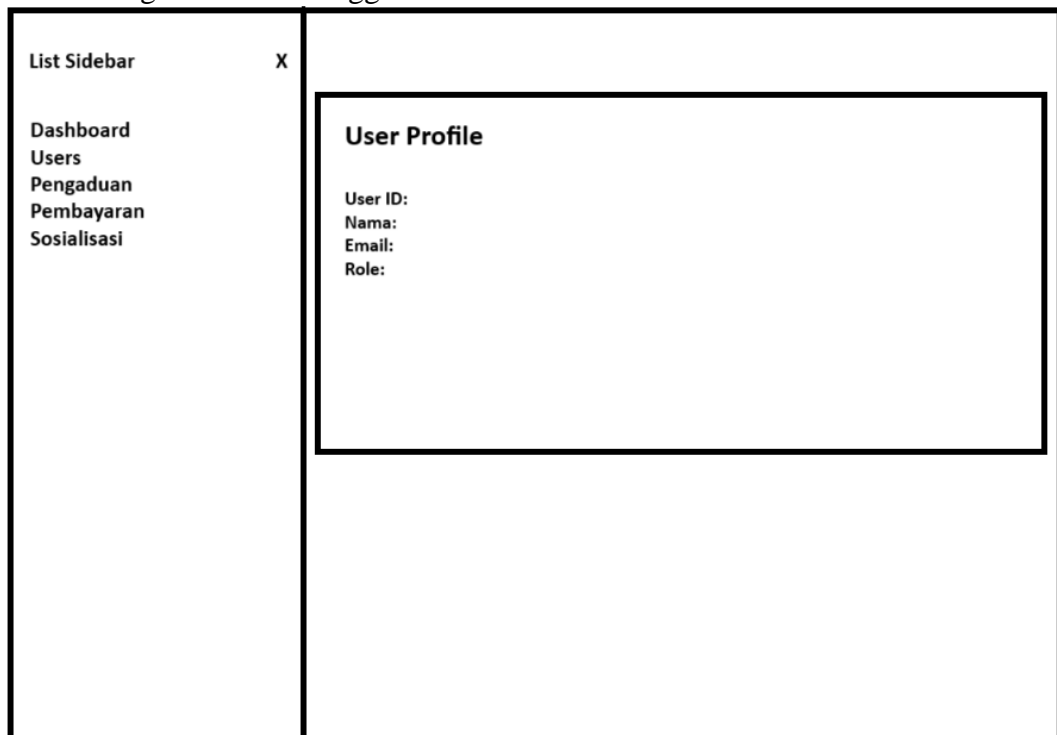 List Sidebar X
Dashboard
Users
Pengaduan
Pembayaran
Sosialisasi
User Profile
User ID:
Nama:
Email:
Role: